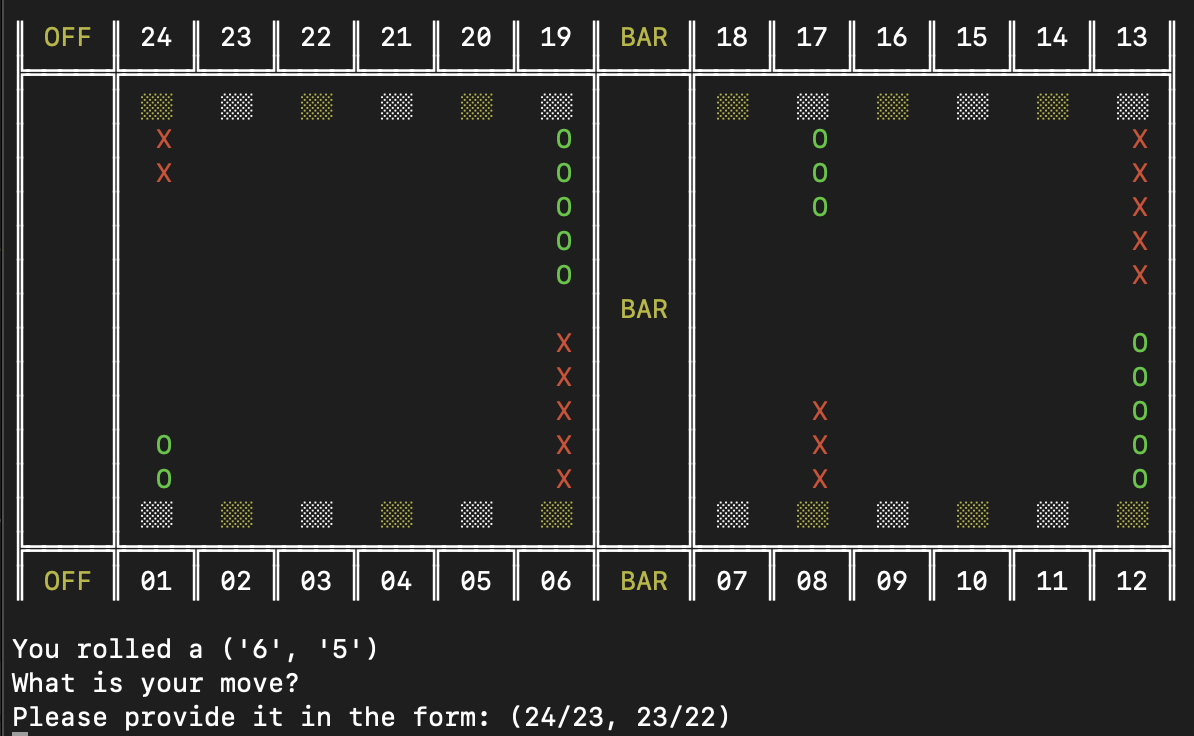 OFF 24 23 22 21 20 19 BAR 18 17 16 15 14 13
X O O X
X O O X
O O X
O X
O X
BAR
X O
X O
X X O
O X X O
O X X O
OFF 01 02 03 04 05 06 BAR 07 08 09 10 11 12
You rolled a ('6', '5')
What is your move?
Please provide it in the form: (24/23, 23/22)